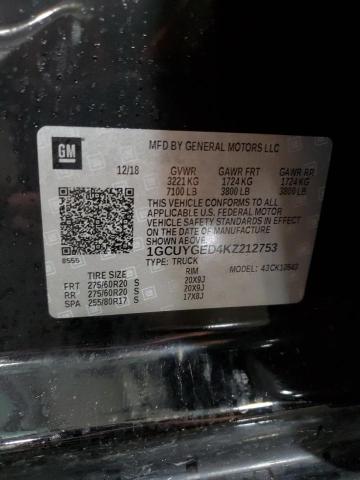 GM
MFD BY GENERAL MOTORS LLC
12/18 GVWR GAWR FRT GAWR RR
3221 KG 1724 KG 1724 KG
7100 LB 3800 LB 3800 LB
THIS VEHICLE CONFORMS TO ALL APPLICABLE
U.S. FEDERAL MOTOR
VEHICLE SAFETY STANDARDS IN EFFECT ON THE
DATE OF MANUFACTURE SHOWN ABOVE.
1GCUYGED4KZ212753
TYPE: TRUCK
MODEL: 43CK10543
TIRE SIZE RIM
FRT 275/60R20 S 20X9J
RR 275/60R20 S 20X9J
SPA 255/80R17 S 17X8J